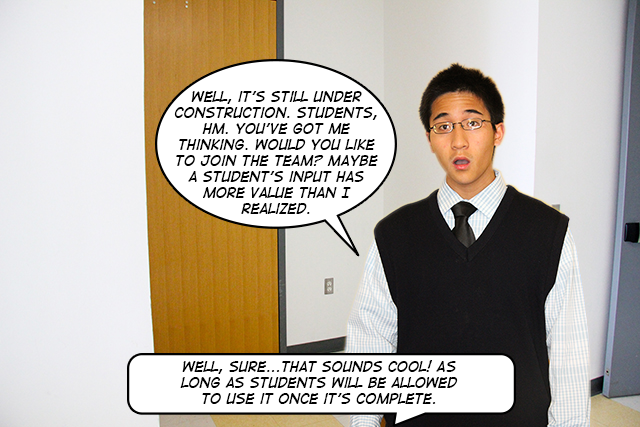 WELL, IT'S STILL UNDER
CONSTRUCTION. STUDENTS,
HM. YOU'VE GOT ME
THINKING. WOULD YOU LIKE
TO JOIN THE TEAM? MAYBE
A STUDENT'S INPUT HAS
MORE VALUE THAN I
REALIZED.
WELL, SURE...THAT SOUNDS COOL! AS
LONG AS STUDENTS WILL BE ALLOWED
TO USE IT ONCE IT'S COMPLETE.